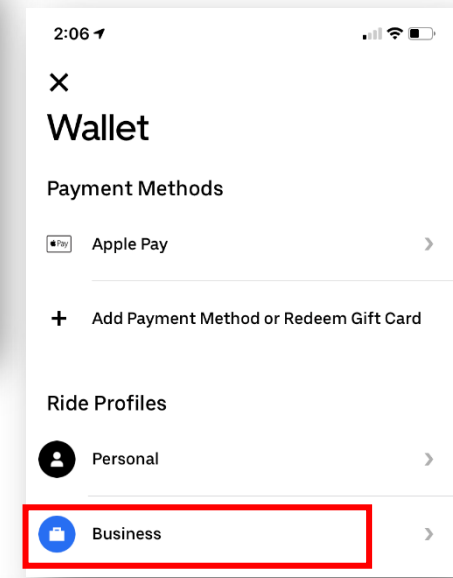 2:06
Wallet
Payment Methods
Pay Apple Pay
+ Add Payment Method or Redeem Gift Card
Ride Profiles
Personal
Business